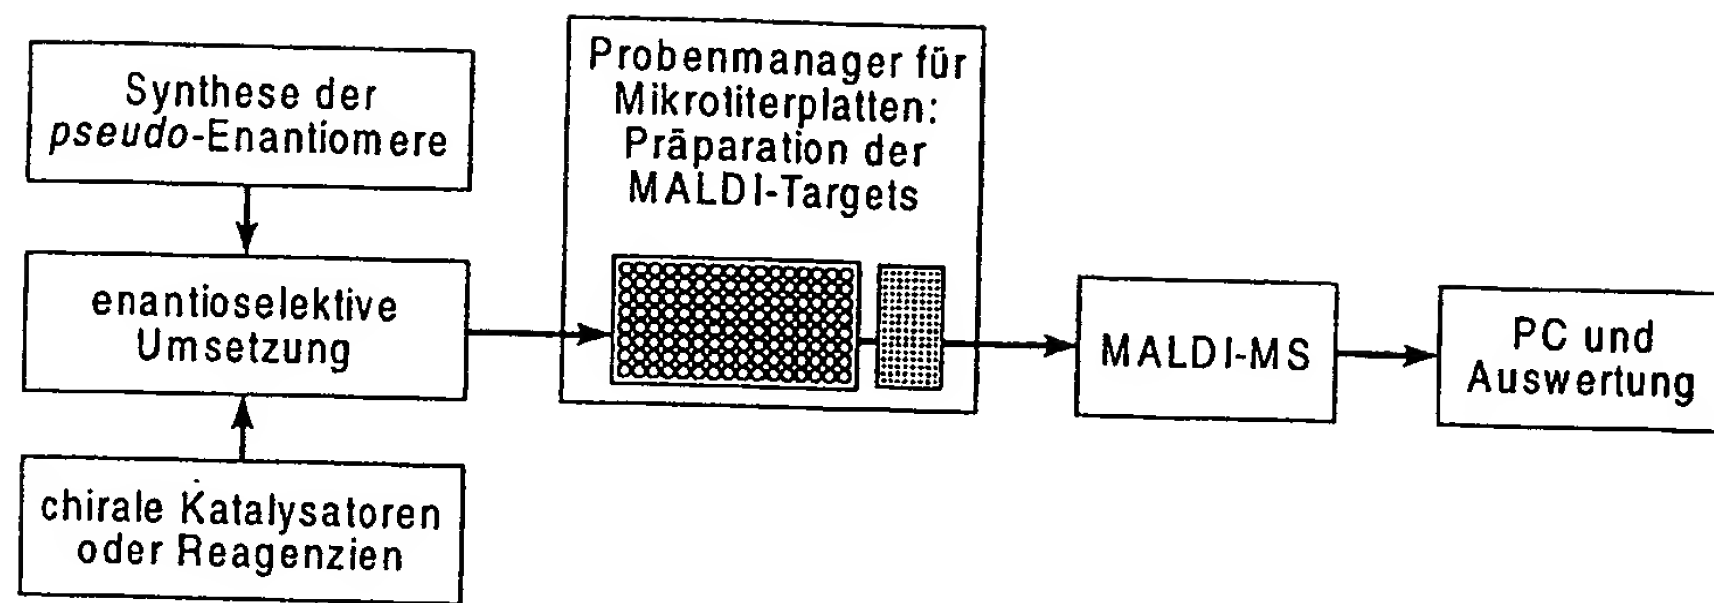 Synthese der
pseudo-Enantiomere
enantioselektive
Umsetzung
chirale Katalysatoren
oder Reagenzien
Probenmanager für
Mikrotiterplatten:
Präparation der
MALDI-Targets
MALDI-MS
PC und
Auswertung